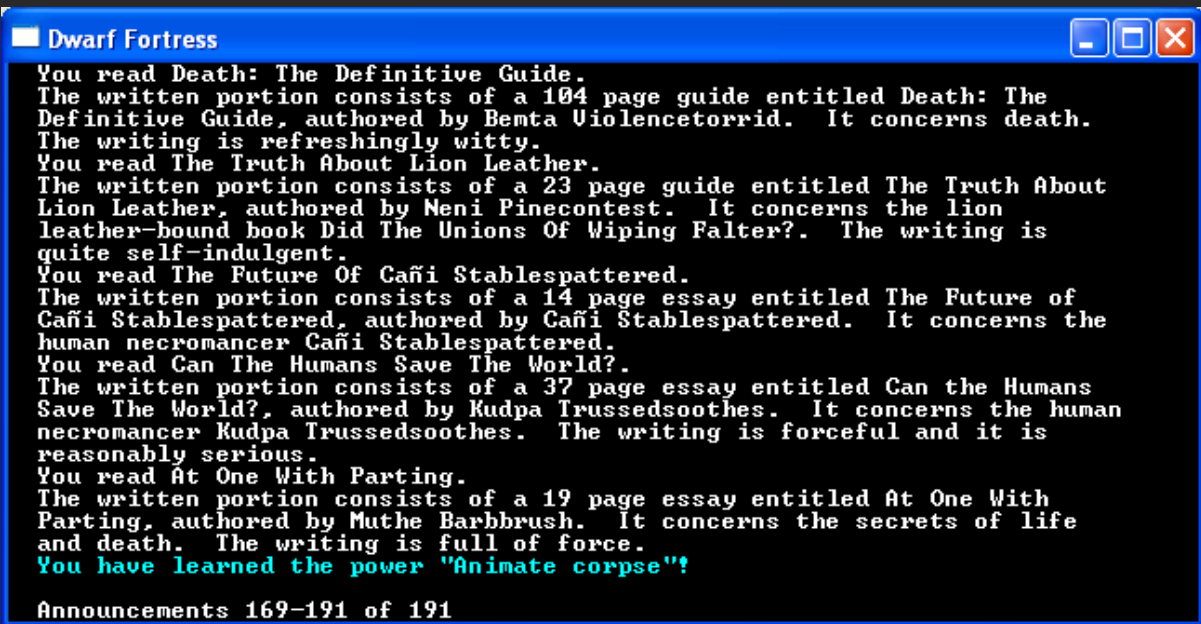 Dwarf Fortress
You read Death: The Definitive Guide.
The written portion consists of a 104 page guide entitled Death: The
Definitive Guide, authored by Bemta Violencetorrid.  It concerns death.
The writing is refreshingly witty.
You read The Truth About Lion Leather.
The written portion consists of a 23 page guide entitled The Truth About
Lion Leather, authored by Neni Pinecontest.  It concerns the lion
leather-bound book Did The Unions Of Wiping Falter?.  The writing is
quite self-indulgent.
You read The Future Of Cañi Stablespattered.
The written portion consists of a 14 page essay entitled The Future of
Cañi Stablespattered, authored by Cañi Stablespattered.  It concerns the
human necromancer Cañi Stablespattered.
You read Can The Humans Save The World?.
The written portion consists of a 37 page essay entitled Can the Humans
Save The World?, authored by Kudpa Trussedsoothes.  It concerns the human
necromancer Kudpa Trussedsoothes.  The writing is forceful and it is
reasonably serious.
You read At One With Parting.
The written portion consists of a 19 page essay entitled At One With
Parting, authored by Muthe Barbbrush.  It concerns the secrets of life
and death.  The writing is full of force.
You have learned the power "Animate corpse"!
Announcements 169-191 of 191